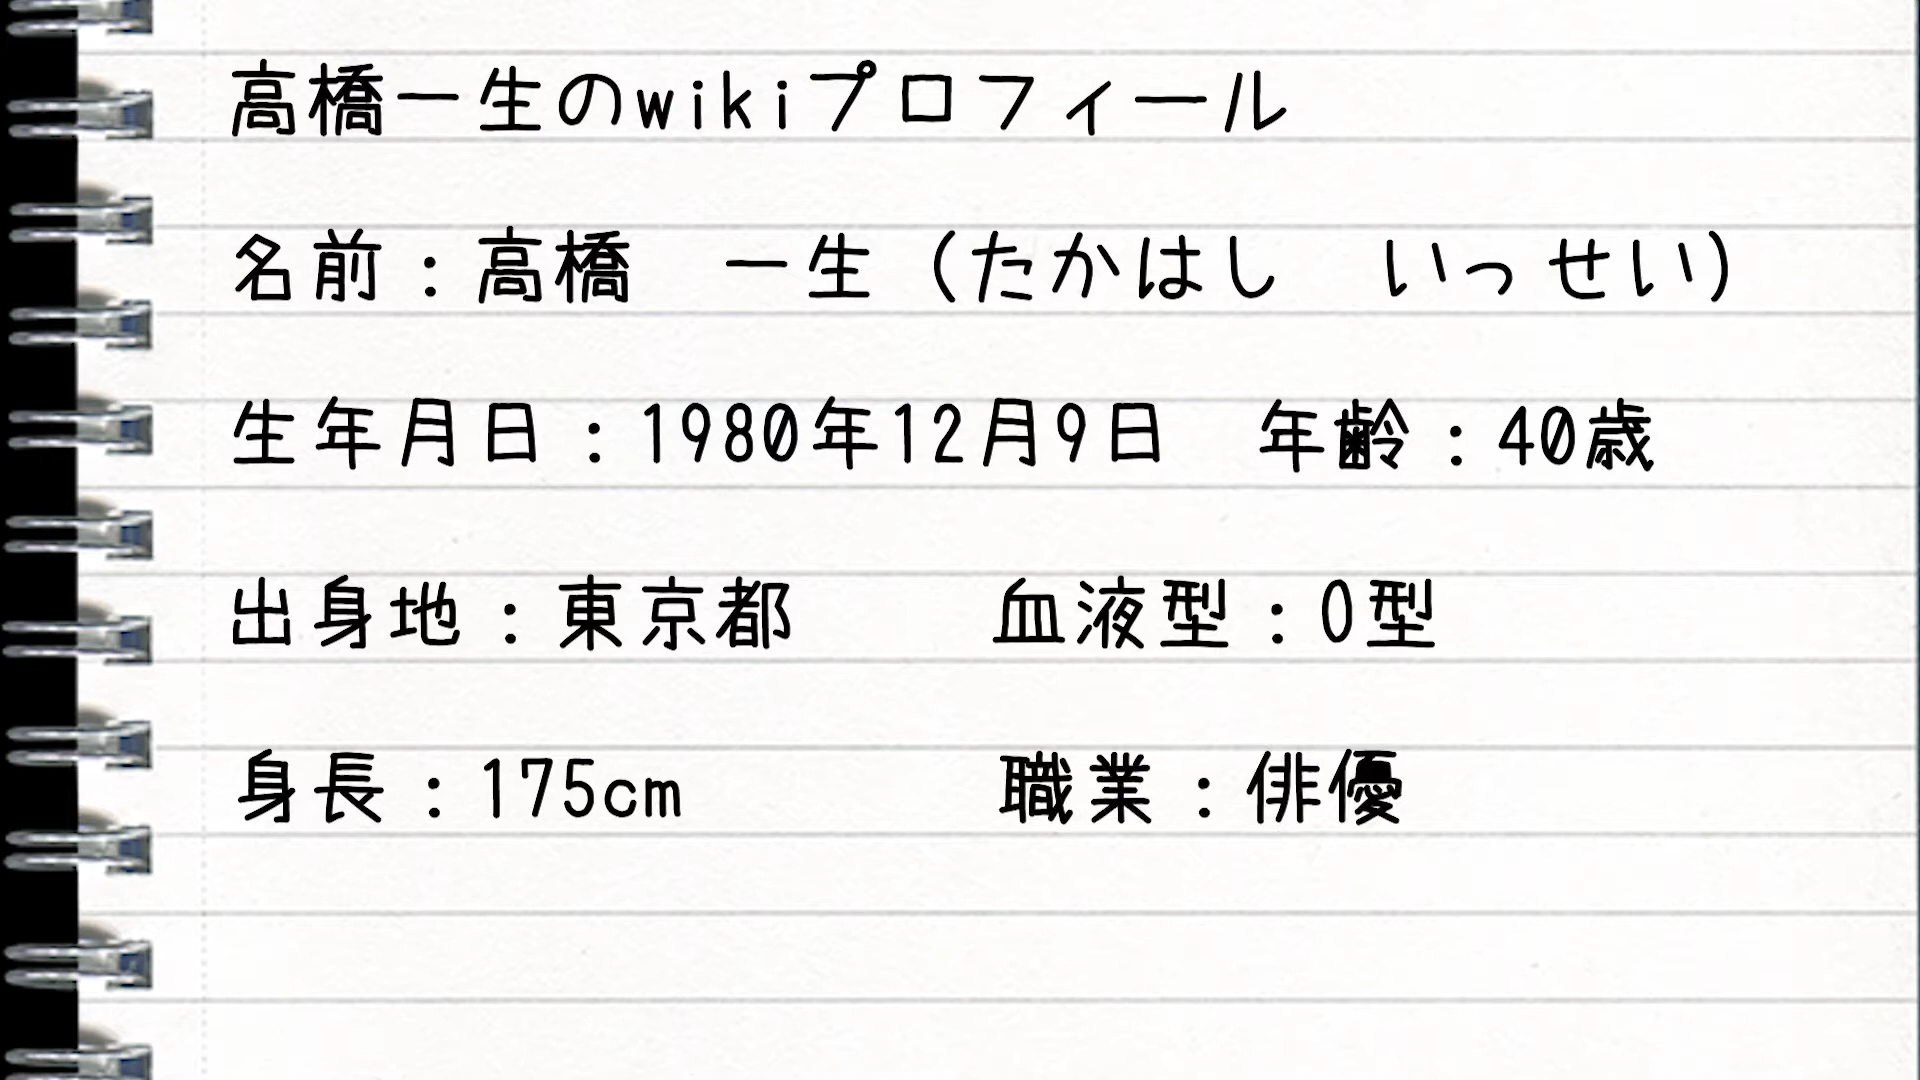 高橋一生のwikiプロフィール
名前：高橋　一生（たかはし　いっせい）
生年月日：1980年12月9日　年齢：40歳
出身地：東京都　　血液型：O型
身長：175cm　　職業：俳優